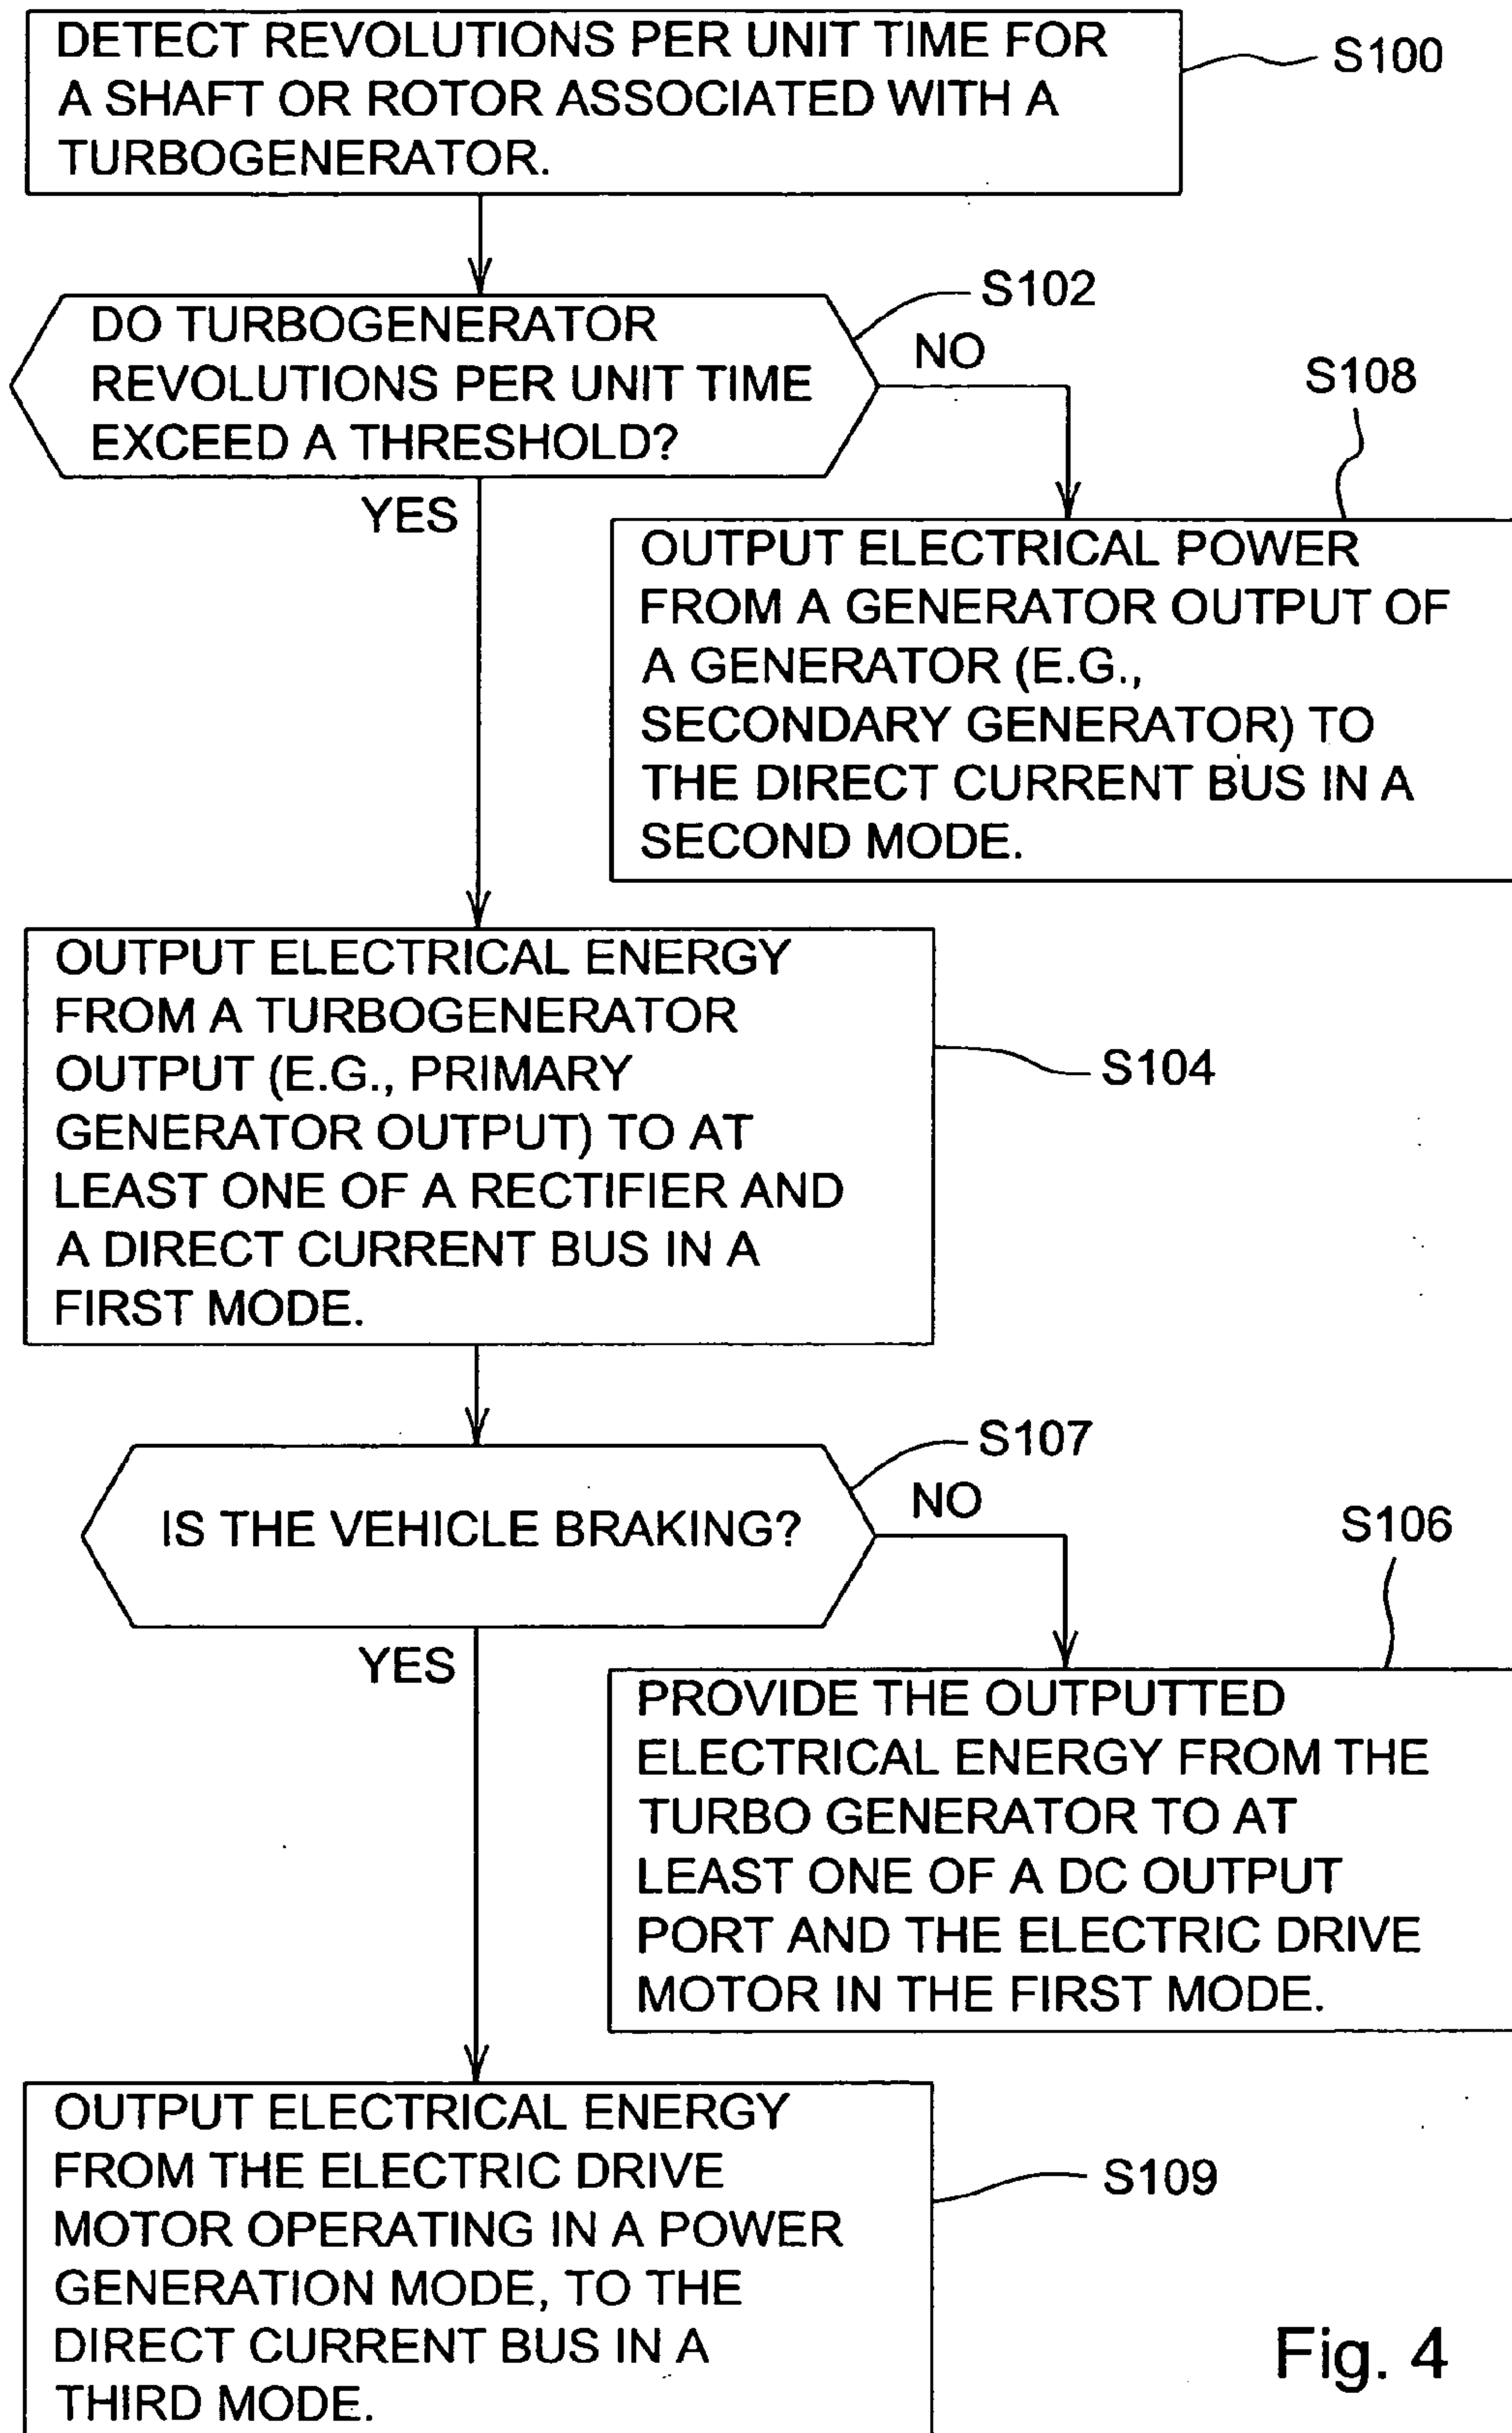 DETECT REVOLUTIONS PER UNIT TIME FOR
A SHAFT OR ROTOR ASSOCIATED WITH A
TURBOGENERATOR.
S100
DO TURBOGENERATOR
REVOLUTIONS PER UNIT TIME
EXCEED A THRESHOLD?
S102
NO
YES
S108
OUTPUT ELECTRICAL POWER
FROM A GENERATOR OUTPUT OF
A GENERATOR (E.G.,
SECONDARY GENERATOR) TO
THE DIRECT CURRENT BUS IN A
SECOND MODE.
OUTPUT ELECTRICAL ENERGY
FROM A TURBOGENERATOR
OUTPUT (E.G., PRIMARY
GENERATOR OUTPUT) TO AT
LEAST ONE OF A RECTIFIER AND
A DIRECT CURRENT BUS IN A
FIRST MODE.
S104
IS THE VEHICLE BRAKING?
S107
NO
YES
S106
PROVIDE THE OUTPUTTED
ELECTRICAL ENERGY FROM THE
TURBO GENERATOR TO AT
LEAST ONE OF A DC OUTPUT
PORT AND THE ELECTRIC DRIVE
MOTOR IN THE FIRST MODE.
OUTPUT ELECTRICAL ENERGY
FROM THE ELECTRIC DRIVE
MOTOR OPERATING IN A POWER
GENERATION MODE, TO THE
DIRECT CURRENT BUS IN A
THIRD MODE.
S109
Fig. 4